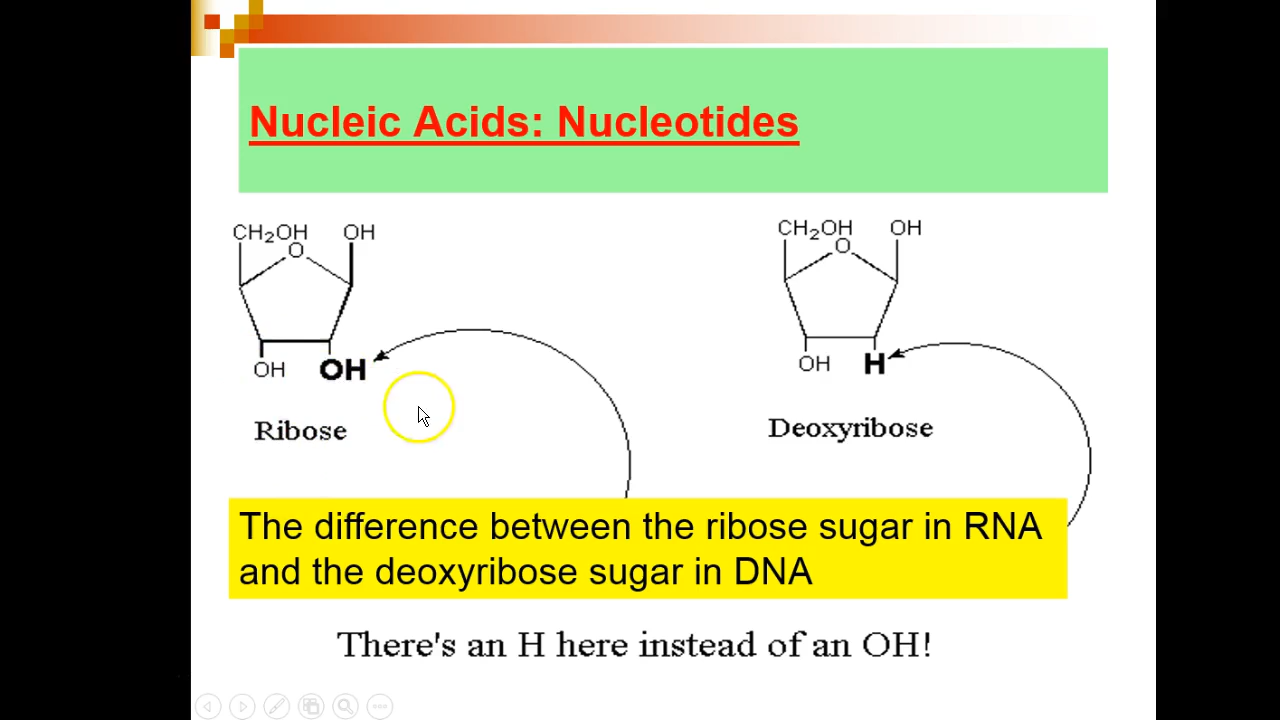 Nucleic Acids: Nucleotides
CH₂OH OH
O
OH OH
Ribose
CH₂OH OH
O
OH H
Deoxyribose
The difference between the ribose sugar in RNA
and the deoxyribose sugar in DNA
There's an H here instead of an OH!